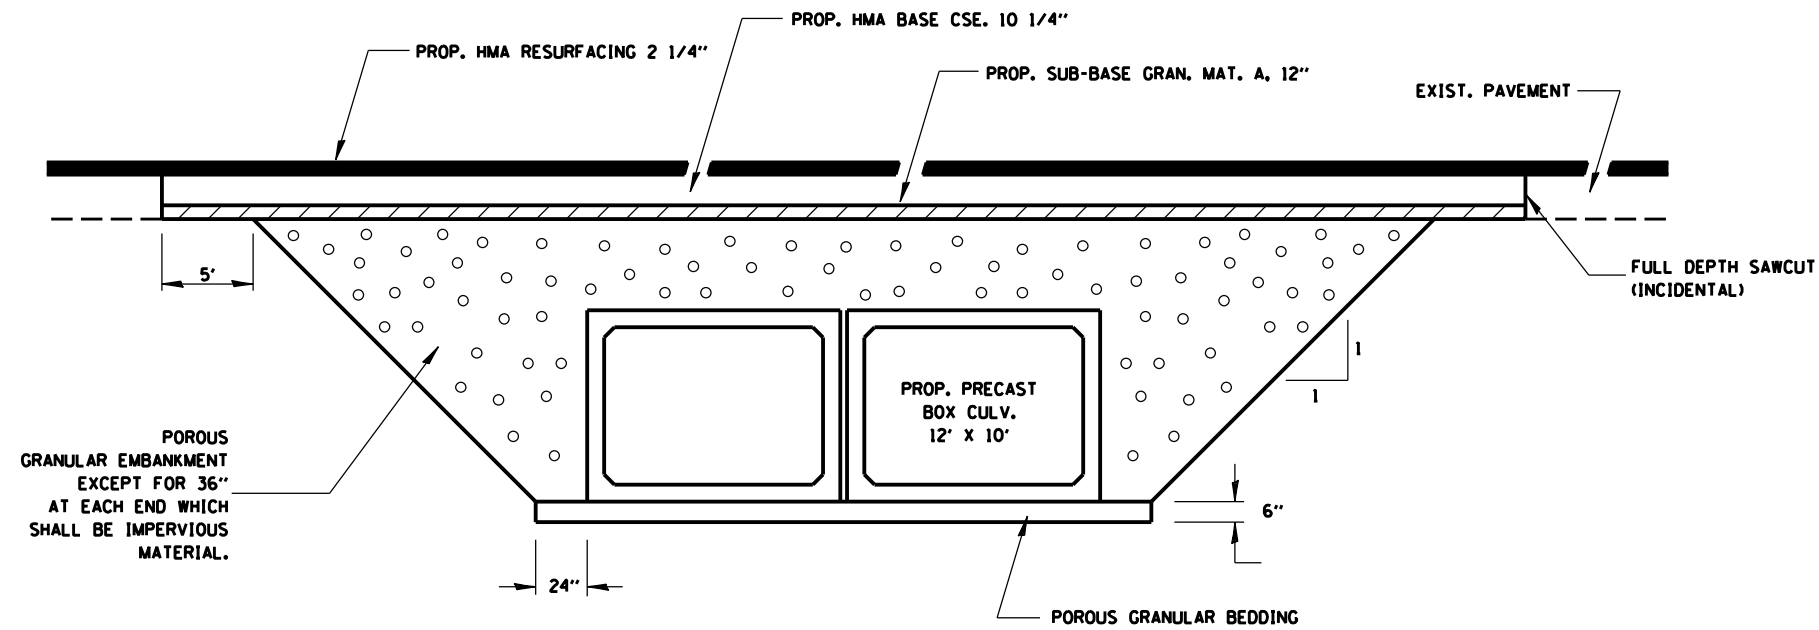 PROP. HMA BASE CSE. 10 1/4"
PROP. HMA RESURFACING 2 1/4"
PROP. SUB-BASE GRAN. MAT. A, 12"
EXIST. PAVEMENT
5'
FULL DEPTH SAWCUT
(INCIDENTAL)
1
1
PROP. PRECAST
BOX CULV.
12' X 10'
POROUS
GRANULAR EMBANKMENT
EXCEPT FOR 36"
AT EACH END WHICH
SHALL BE IMPERVIOUS
MATERIAL.
6"
24"
POROUS GRANULAR BEDDING